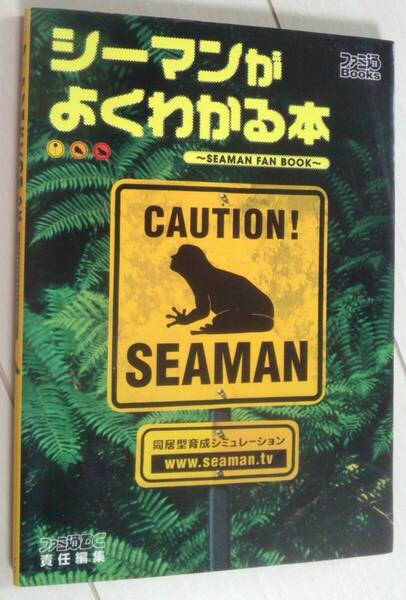 シーマンが
よくわかる本
〜SEAMAN FAN BOOK〜
ファミ通
Books
CAUTION!
SEAMAN
同居型育成シミュレーション
www.seaman.tv
ファミ通DC
責任編集